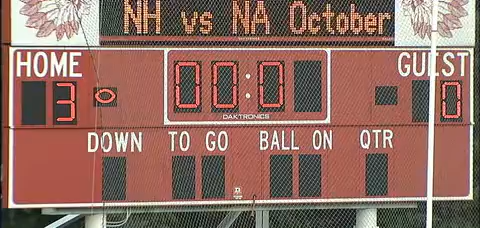 NH vs NA October
HOME GUEST
3 00:0 0
DAKTRONICS
DOWN TO GO BALL ON QTR